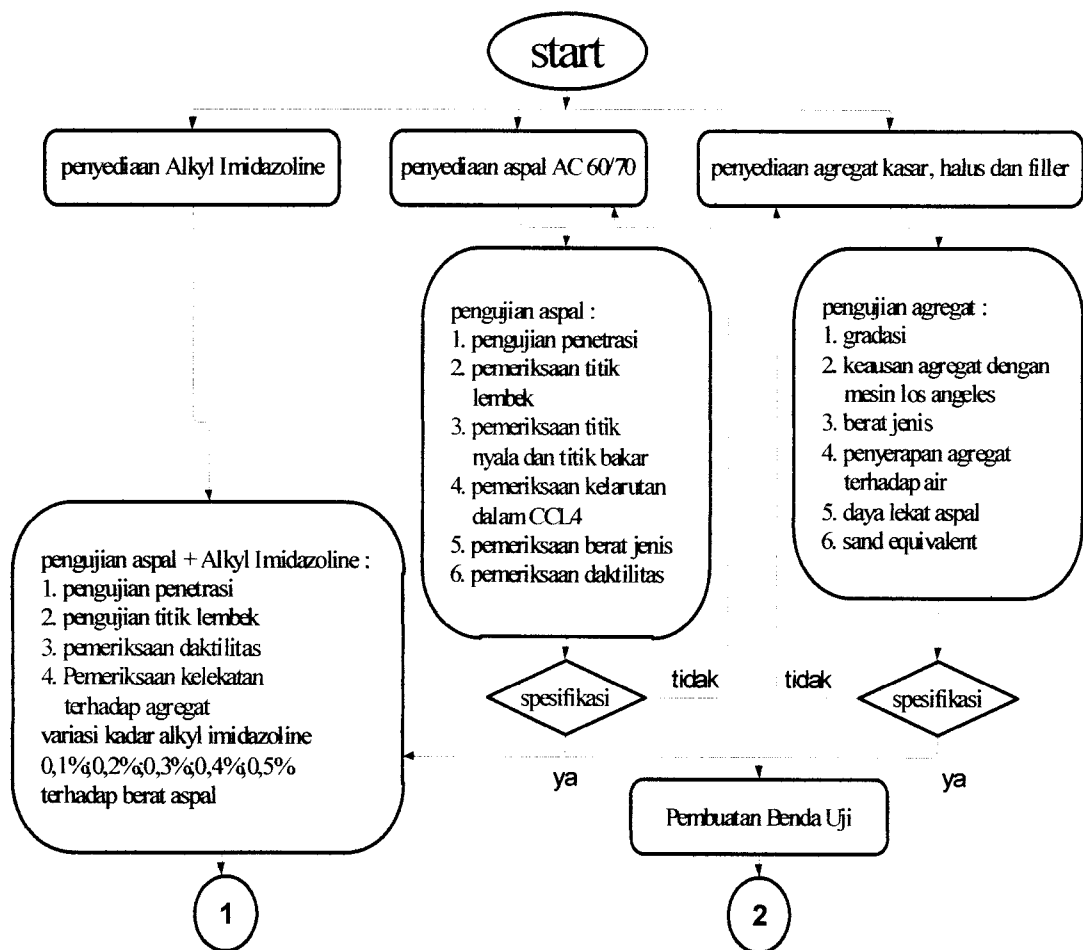 start
penyediaan Alkyl Imidazoline
penyediaan aspal AC 60/70
penyediaan agregat kasar, halus dan filler
pengujian aspal :
1. pengujian penetrasi
2. pemeriksaan titik
lembek
3. pemeriksaan titik
nyala dan titik bakar
4. pemeriksaan kelarutan
dalam CCL4
5. pemeriksaan berat jenis
6. pemeriksaan daktilitas
pengujian agregat :
1. gradasi
2. keausan agregat dengan
mesin los angeles
3. berat jenis
4. penyerapan agregat
terhadap air
5. daya lekat aspal
6. sand equivalent
pengujian aspal + Alkyl Imidazoline :
1. pengujian penetrasi
2. pengujian titik lembek
3. pemeriksaan daktilitas
4. Pemeriksaan kelekatan
terhadap agregat
variasi kadar alkyl imidazoline
0,1%;0,2%;0,3%;0,4%;0,5%
terhadap berat aspal
spesifikasi
tidak
tidak
spesifikasi
ya
ya
Pembuatan Benda Uji
1
2